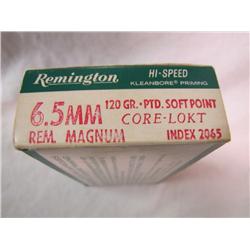 Remington
HI-SPEED
KLEANBORE® PRIMING
6.5MM
120 GR.-PTD. SOFT POINT
CORE-LOKT
REM. MAGNUM
INDEX 2065